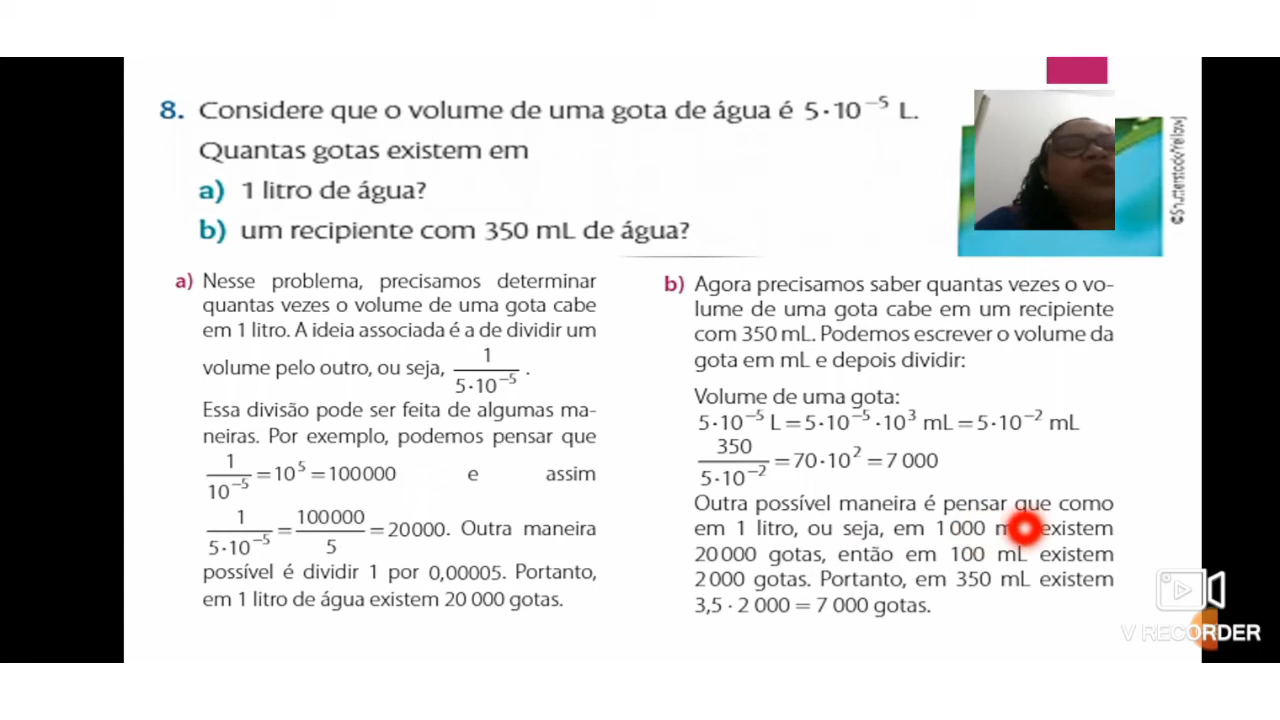 8. Considere que o volume de uma gota de água é 5·10⁻⁵ L.
Quantas gotas existem em
a) 1 litro de água?
b) um recipiente com 350 mL de água?
©Shutterstock/Yellowj
a) Nesse problema, precisamos determinar
quantas vezes o volume de uma gota cabe
em 1 litro. A ideia associada é a de dividir um
volume pelo outro, ou seja, 1/(5·10⁻⁵).
Essa divisão pode ser feita de algumas ma-
neiras. Por exemplo, podemos pensar que
1/10⁻⁵ = 10⁵ = 100000 e assim
1/(5·10⁻⁵) = 100000/5 = 20000. Outra maneira
possível é dividir 1 por 0,00005. Portanto,
em 1 litro de água existem 20 000 gotas.
b) Agora precisamos saber quantas vezes o vo-
lume de uma gota cabe em um recipiente
com 350 mL. Podemos escrever o volume da
gota em mL e depois dividir:
Volume de uma gota:
5·10⁻⁵ L = 5·10⁻⁵ ·10³ mL = 5·10⁻² mL
350/(5·10⁻²) = 70·10² = 7 000
Outra possível maneira é pensar que como
em 1 litro, ou seja, em 1 000 existem
20 000 gotas, então em 100 mL existem
2 000 gotas. Portanto, em 350 mL existem
3,5 · 2 000 = 7 000 gotas.
V RECORDER